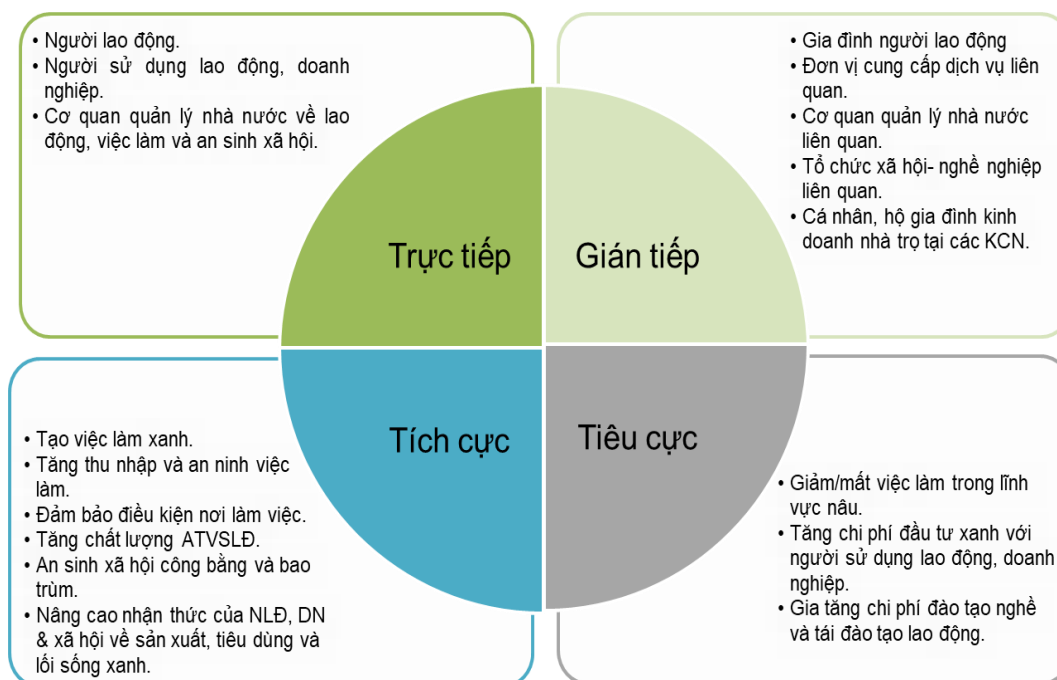 • Người lao động.
• Người sử dụng lao động, doanh
nghiệp.
• Cơ quan quản lý nhà nước về lao
động, việc làm và an sinh xã hội.
• Gia đình người lao động
• Đơn vị cung cấp dịch vụ liên
quan.
• Cơ quan quản lý nhà nước
liên quan.
• Tổ chức xã hội- nghề nghiệp
liên quan.
• Cá nhân, hộ gia đình kinh
doanh nhà trọ tại các KCN.
Trực tiếp
Gián tiếp
Tích cực
Tiêu cực
• Tạo việc làm xanh.
• Tăng thu nhập và an ninh việc
làm.
• Đảm bảo điều kiện nơi làm việc.
• Tăng chất lượng ATVSLĐ.
• An sinh xã hội công bằng và bao
trùm.
• Nâng cao nhận thức của NLĐ, DN
& xã hội về sản xuất, tiêu dùng và
lối sống xanh.
• Giảm/mất việc làm trong lĩnh
vực nâu.
• Tăng chi phí đầu tư xanh với
người sử dụng lao động, doanh
nghiệp.
• Gia tăng chi phí đào tạo nghề
và tái đào tạo lao động.